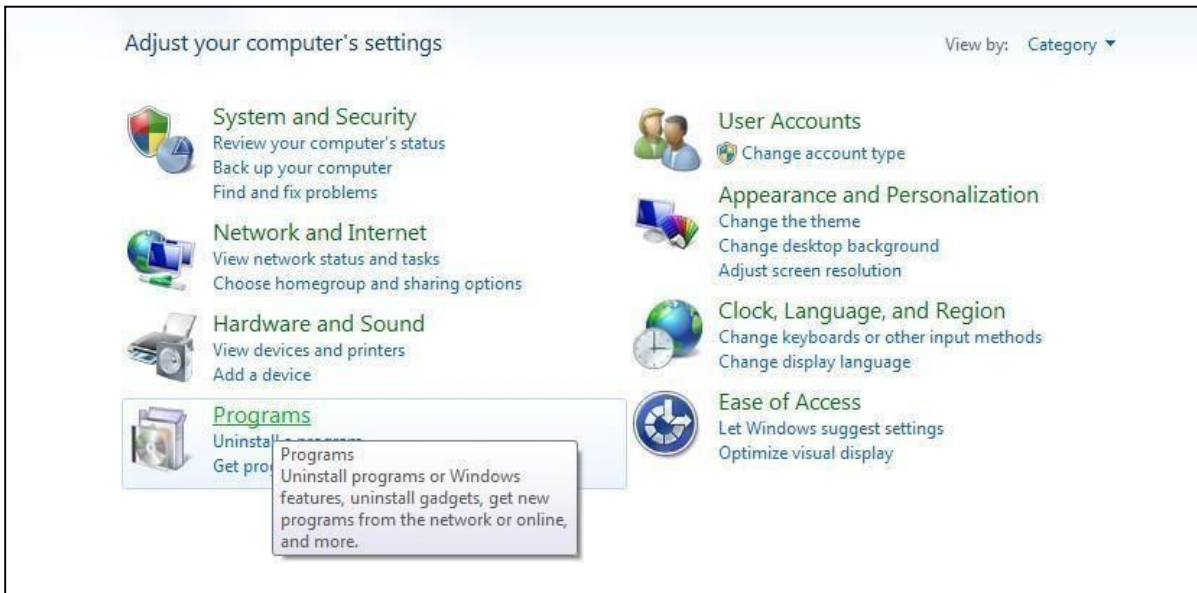 Adjust your computer's settings
View by: Category
System and Security
Review your computer's status
Back up your computer
Find and fix problems
Network and Internet
View network status and tasks
Choose homegroup and sharing options
Hardware and Sound
View devices and printers
Add a device
Programs
Uninstall a program
Get prog
Programs
Uninstall programs or Windows
features, uninstall gadgets, get new
programs from the network or online,
and more.
User Accounts
Change account type
Appearance and Personalization
Change the theme
Change desktop background
Adjust screen resolution
Clock, Language, and Region
Change keyboards or other input methods
Change display language
Ease of Access
Let Windows suggest settings
Optimize visual display